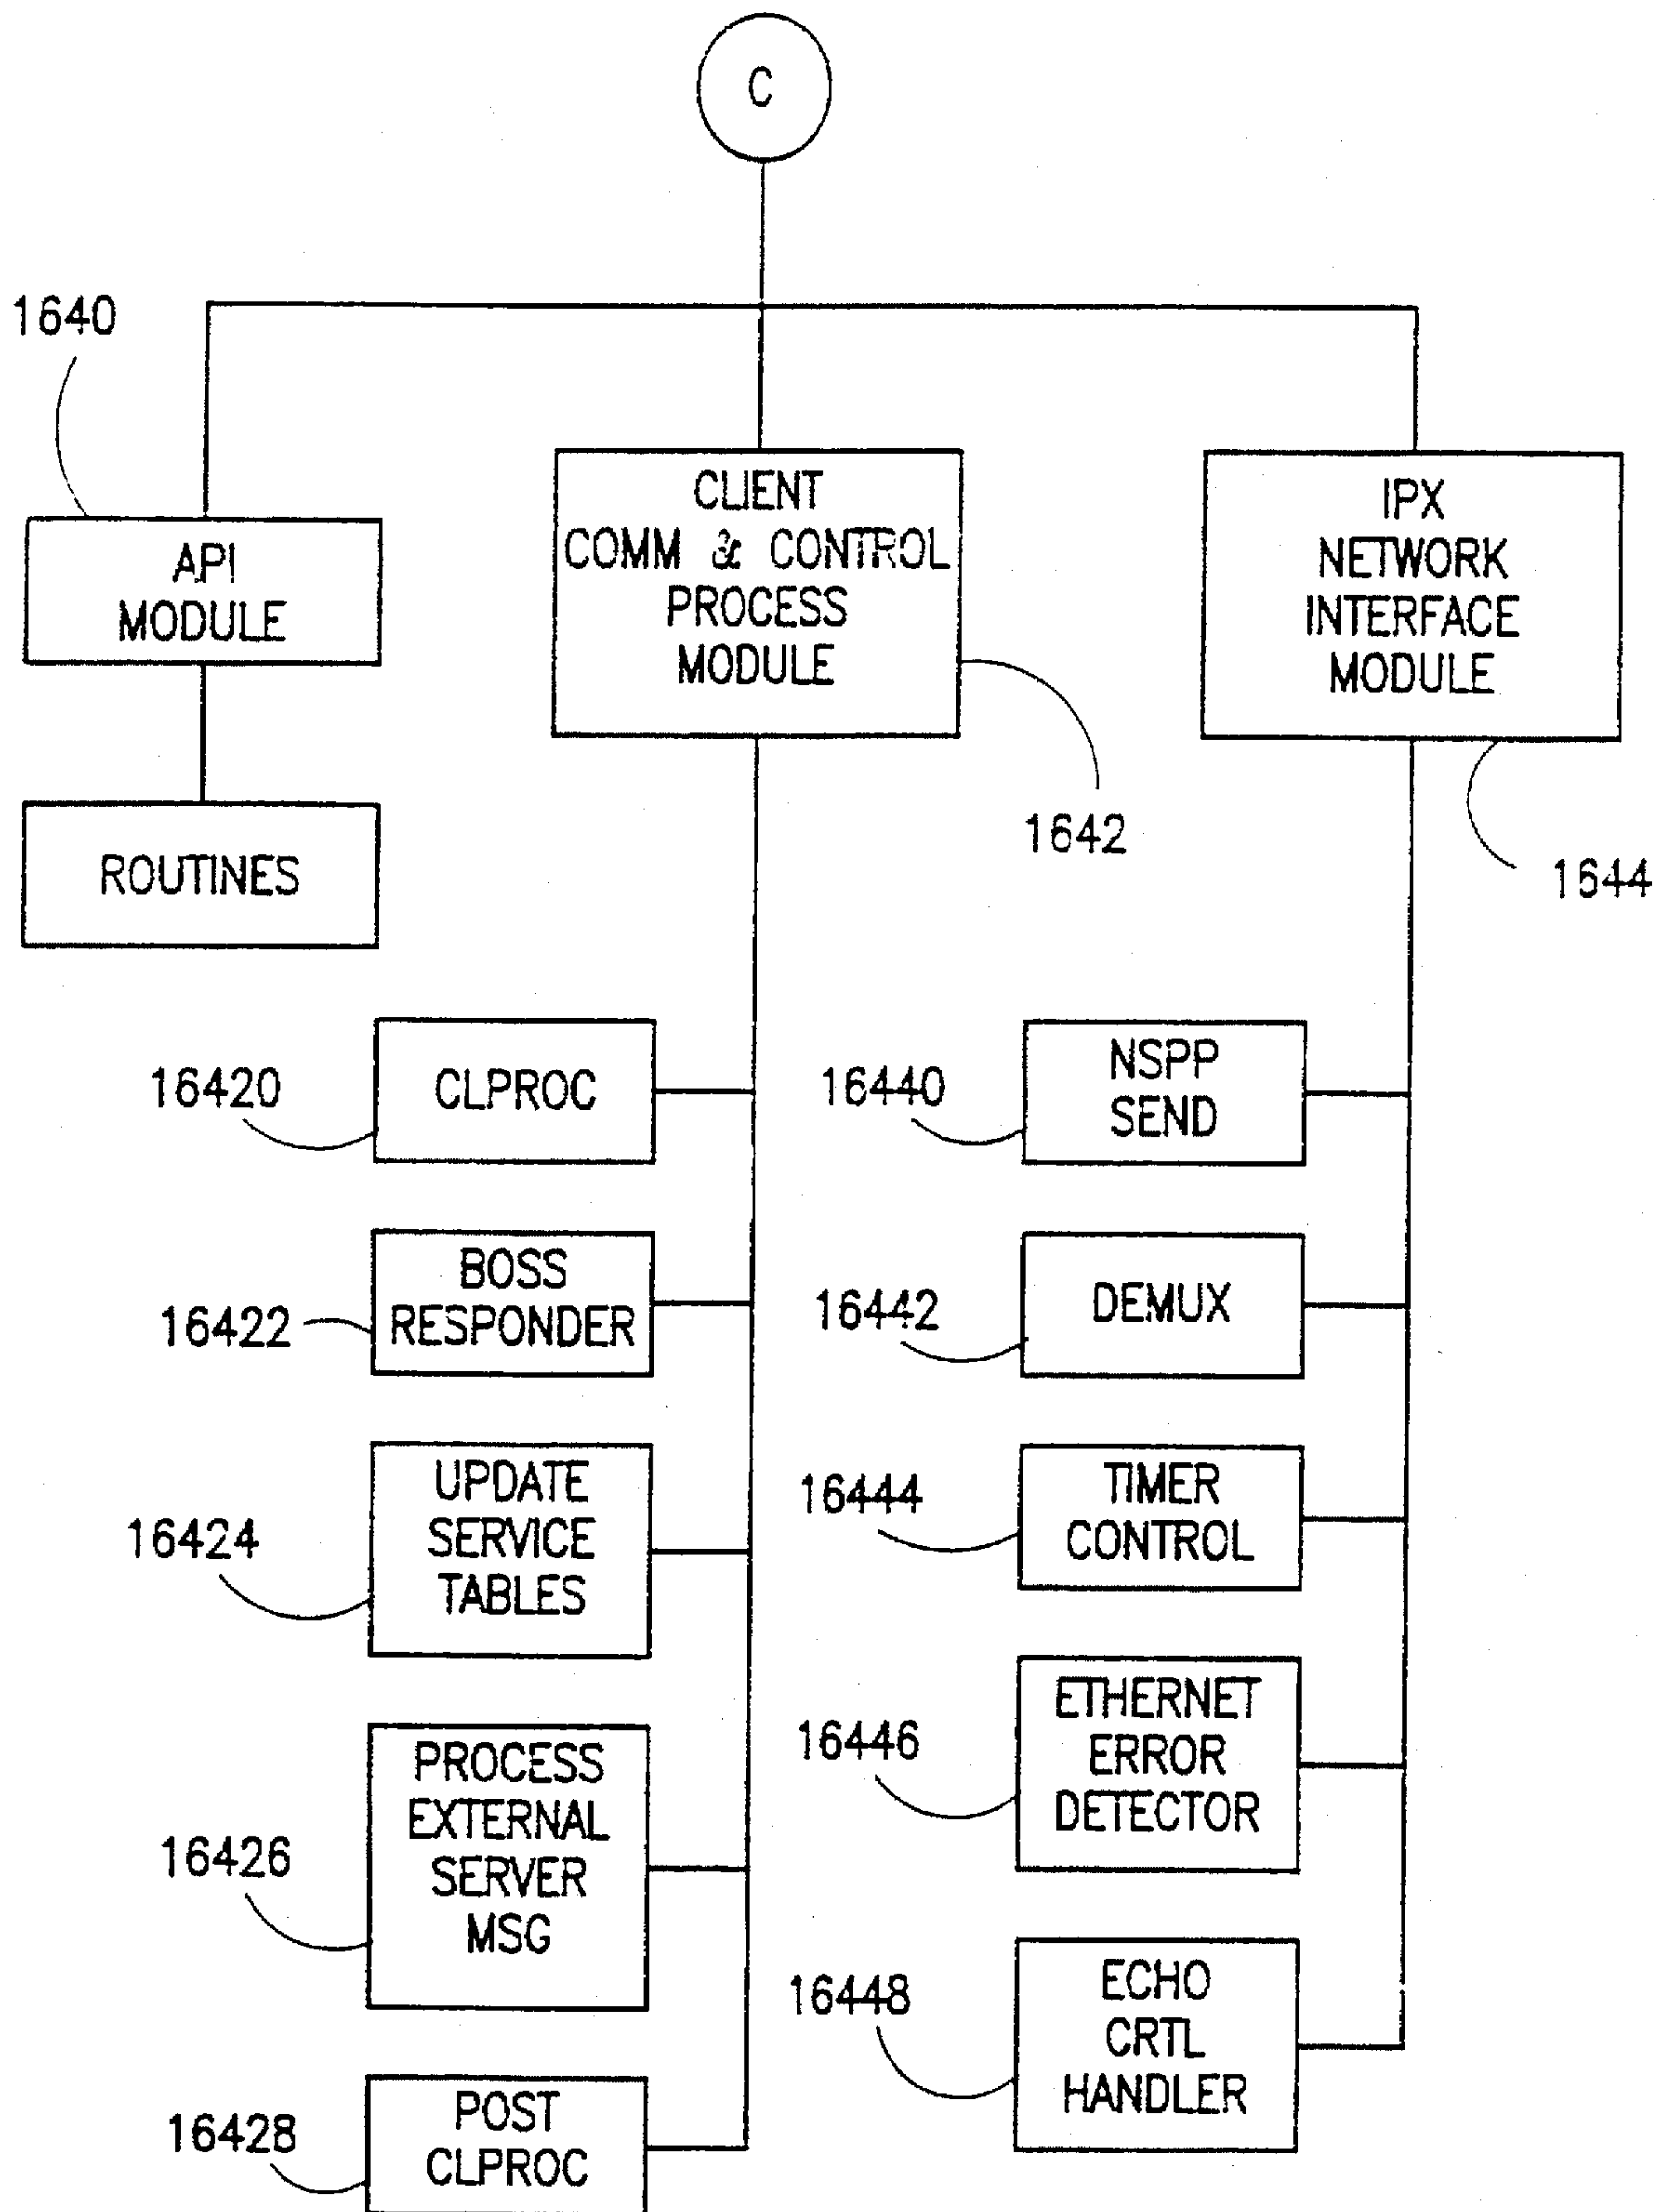 C
1640
API
MODULE
ROUTINES
CLIENT
COMM & CONTROL
PROCESS
MODULE
1642
IPX
NETWORK
INTERFACE
MODULE
1644
16420
CLPROC
16422
BOSS
RESPONDER
16424
UPDATE
SERVICE
TABLES
16426
PROCESS
EXTERNAL
SERVER
MSG
16428
POST
CLPROC
16440
NSPP
SEND
16442
DEMUX
16444
TIMER
CONTROL
16446
ETHERNET
ERROR
DETECTOR
16448
ECHO
CRTL
HANDLER